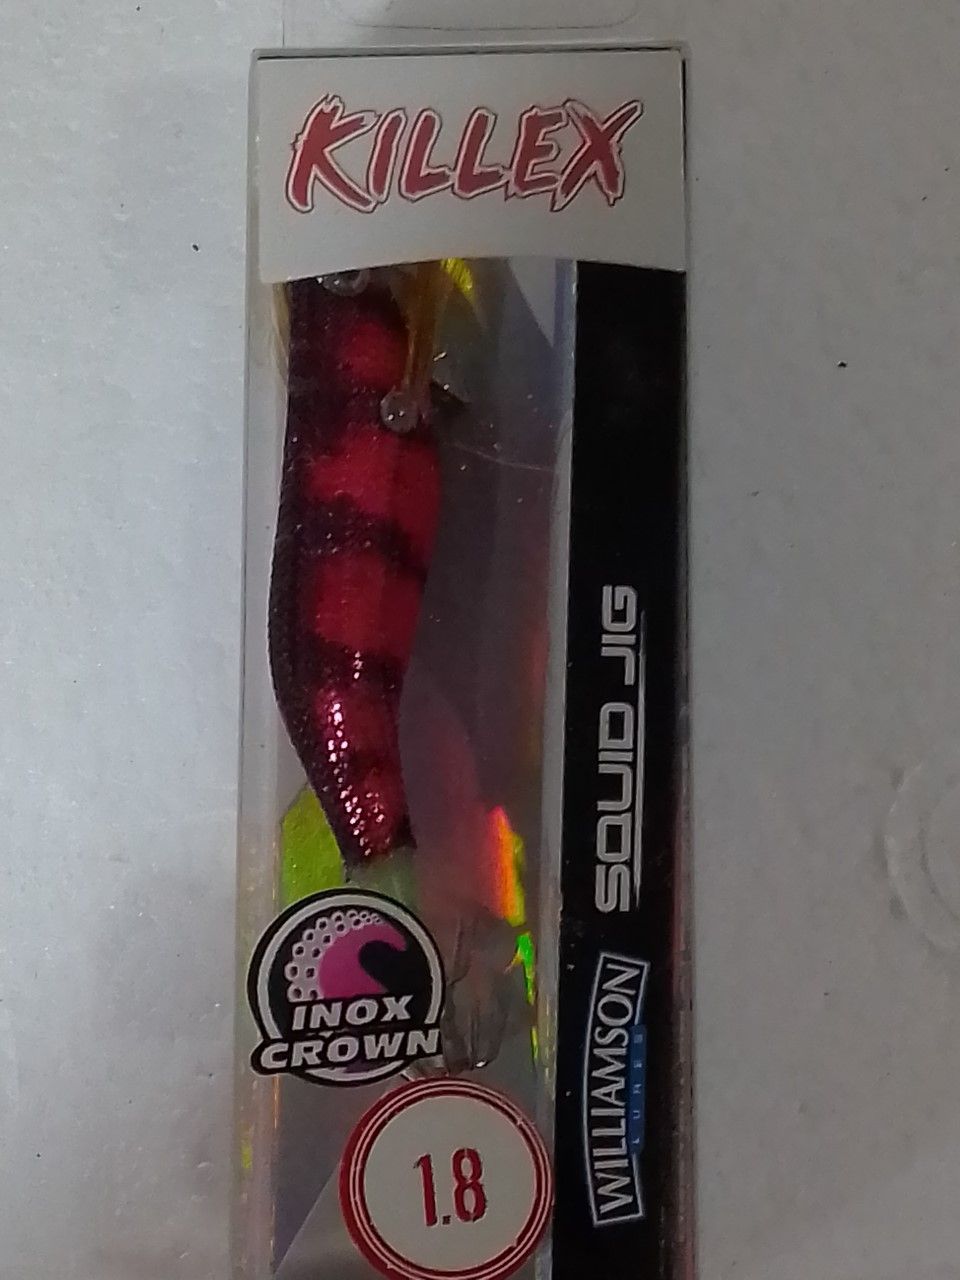 KILLEX
SQUID JIG
INOX
CROWN
WILLIAMSON
LURES
1.8